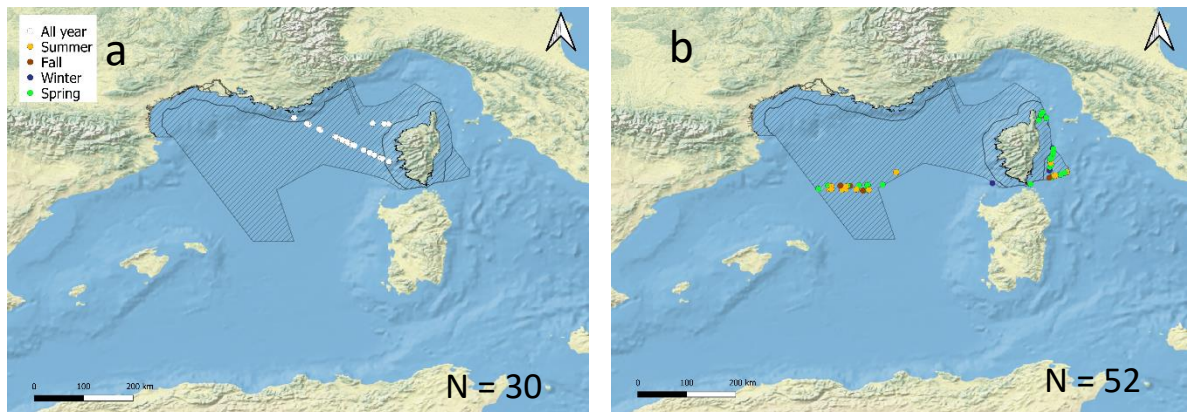 All year
Summer
Fall
Winter
Spring
a
0 100 200 km
N = 30
b
0 100 200 km
N = 52